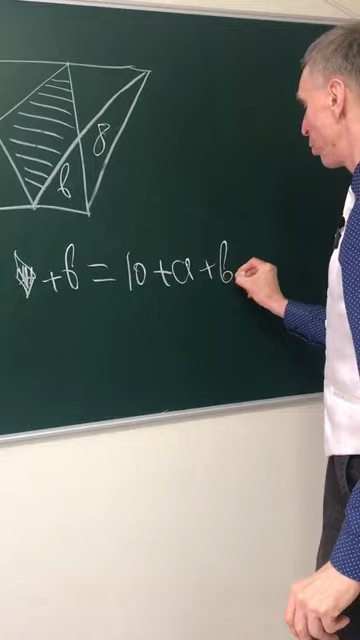 8
b
+ b = 10 + a + b